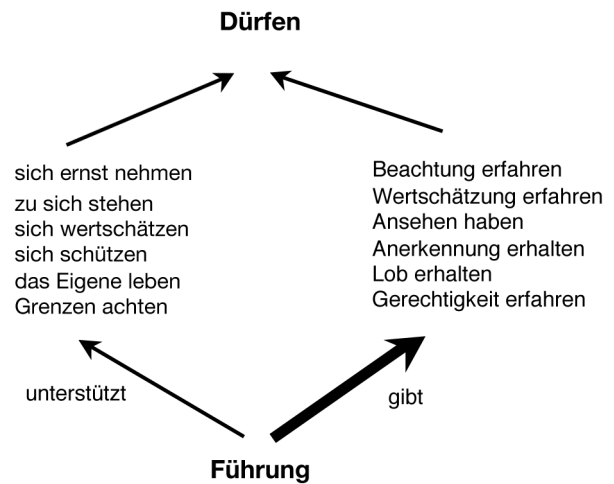 Dürfen
sich ernst nehmen
zu sich stehen
sich wertschätzen
sich schützen
das Eigene leben
Grenzen achten
Beachtung erfahren
Wertschätzung erfahren
Ansehen haben
Anerkennung erhalten
Lob erhalten
Gerechtigkeit erfahren
unterstützt
gibt
Führung